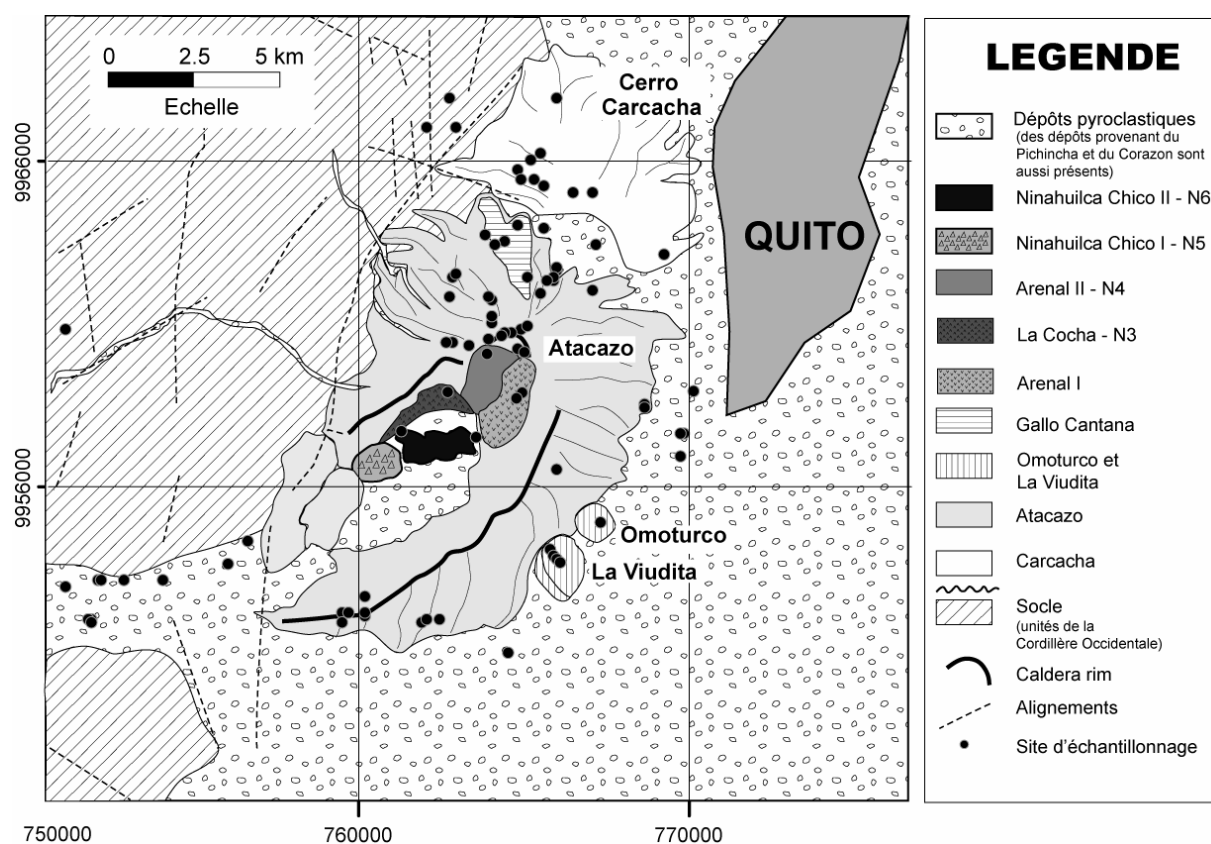 0 2.5 5 km
Echelle
Cerro
Carcacha
QUITO
Atacazo
Omoturco
La Viudita
9966000
9956000
750000
760000
770000
LEGENDE
Dépôts pyroclastiques
(des dépôts provenant du
Pichincha et du Corazon sont
aussi présents)
Ninahuilca Chico II - N6
Ninahuilca Chico I - N5
Arenal II - N4
La Cocha - N3
Arenal I
Gallo Cantana
Omoturco et
La Viudita
Atacazo
Carcacha
Socle
(unités de la
Cordillère Occidentale)
Caldera rim
Alignements
Site d'échantillonnage